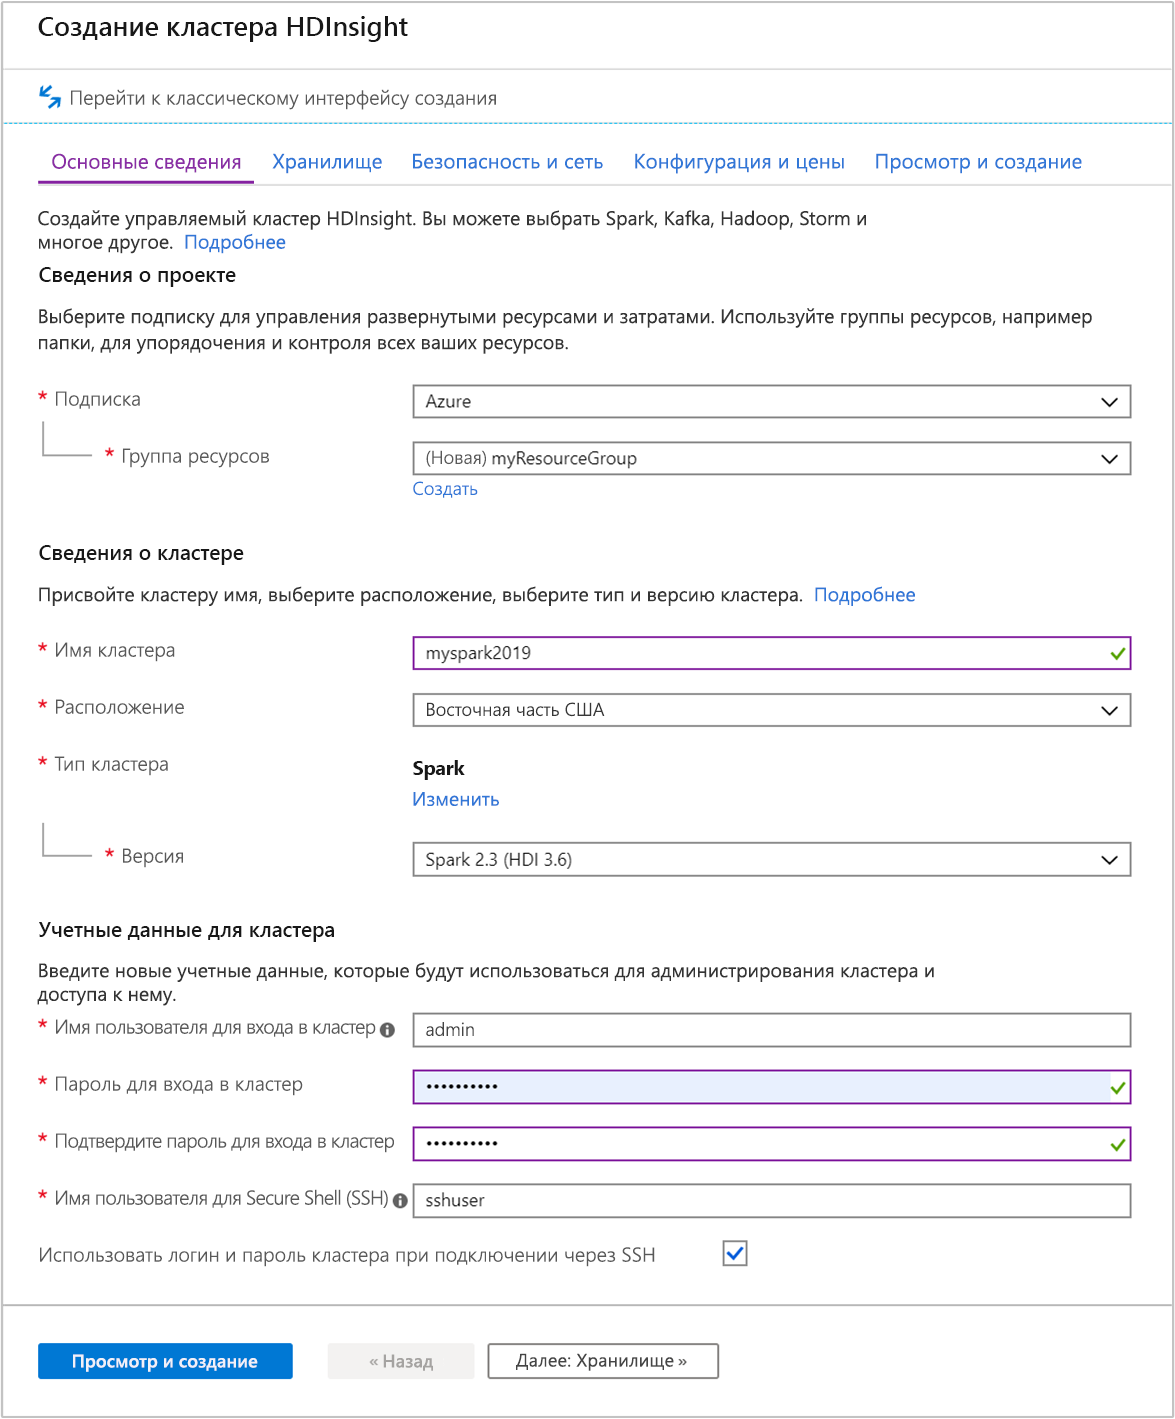 Создание кластера HDInsight
Перейти к классическому интерфейсу создания
Основные сведения Хранилище Безопасность и сеть Конфигурация и цены Просмотр и создание
Создайте управляемый кластер HDInsight. Вы можете выбрать Spark, Kafka, Hadoop, Storm и
многое другое. Подробнее
Сведения о проекте
Выберите подписку для управления развернутыми ресурсами и затратами. Используйте группы ресурсов, например
папки, для упорядочения и контроля всех ваших ресурсов.
* Подписка Azure
* Группа ресурсов (Новая) myResourceGroup
Создать
Сведения о кластере
Присвойте кластеру имя, выберите расположение, выберите тип и версию кластера. Подробнее
* Имя кластера myspark2019
* Расположение Восточная часть США
* Тип кластера Spark
Изменить
* Версия Spark 2.3 (HDI 3.6)
Учетные данные для кластера
Введите новые учетные данные, которые будут использоваться для администрирования кластера и
доступа к нему.
* Имя пользователя для входа в кластер admin
* Пароль для входа в кластер ••••••••••
* Подтвердите пароль для входа в кластер ••••••••••
* Имя пользователя для Secure Shell (SSH) sshuser
Использовать логин и пароль кластера при подключении через SSH
Просмотр и создание « Назад Далее: Хранилище »